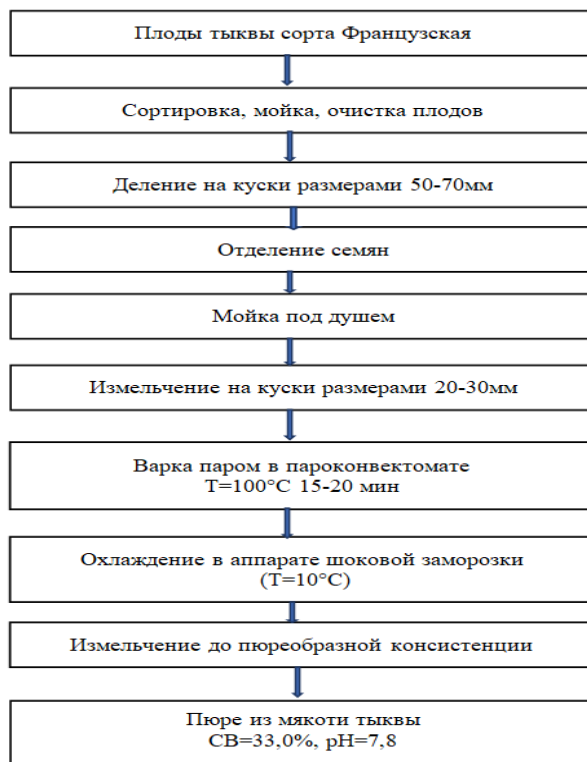 Плоды тыквы сорта Французская
Сортировка, мойка, очистка плодов
Деление на куски размерами 50-70мм
Отделение семян
Мойка под душем
Измельчение на куски размерами 20-30мм
Варка паром в пароконвектомате
Т=100°С 15-20 мин
Охлаждение в аппарате шоковой заморозки
(Т=10°С)
Измельчение до пюреобразной консистенции
Пюре из мякоти тыквы
СВ=33,0%, рН=7,8